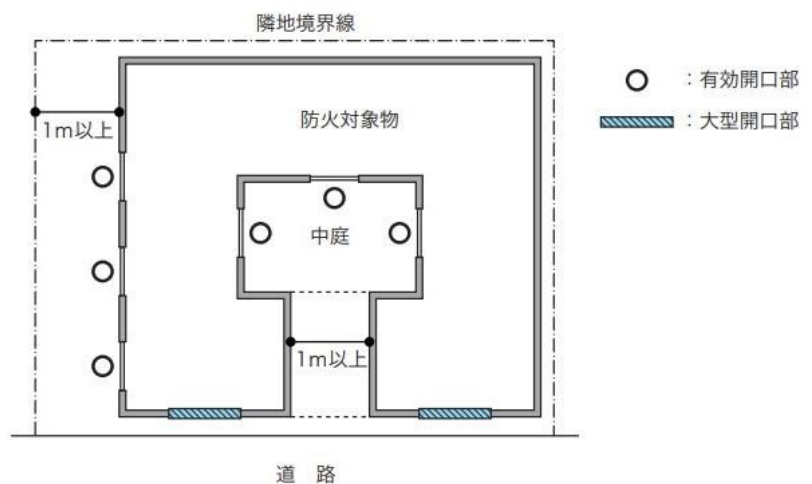 隣地境界線
：有効開口部
防火対象物
：大型開口部
1m以上
中庭
1m以上
道 路